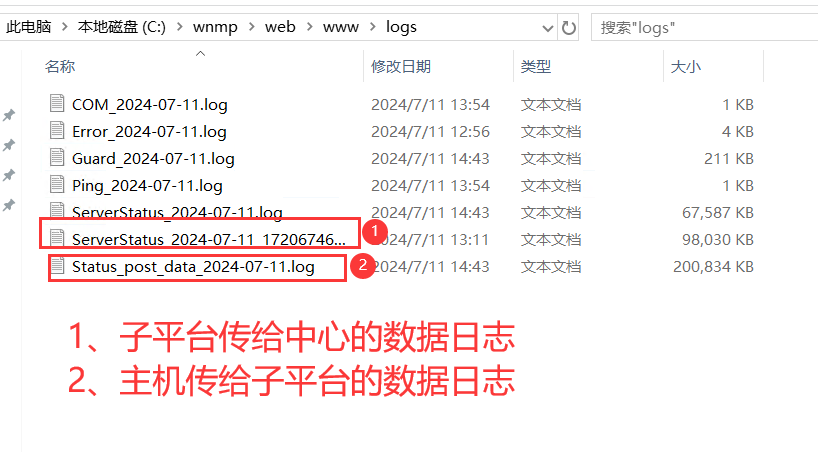 此电脑 > 本地磁盘 (C:) > wnmp > web > www > logs 搜索"logs"
名称 修改日期 类型 大小
COM_2024-07-11.log 2024/7/11 13:54 文本文档 1 KB
Error_2024-07-11.log 2024/7/11 12:56 文本文档 4 KB
Guard_2024-07-11.log 2024/7/11 14:43 文本文档 211 KB
Ping_2024-07-11.log 2024/7/11 13:54 文本文档 1 KB
ServerStatus_2024-07-11.log 2024/7/11 14:43 文本文档 67,587 KB
ServerStatus_2024-07-11_17206746... 1 2024/7/11 13:11 文本文档 98,030 KB
Status_post_data_2024-07-11.log 2 2024/7/11 14:43 文本文档 200,834 KB
1、子平台传给中心的数据日志
2、主机传给子平台的数据日志